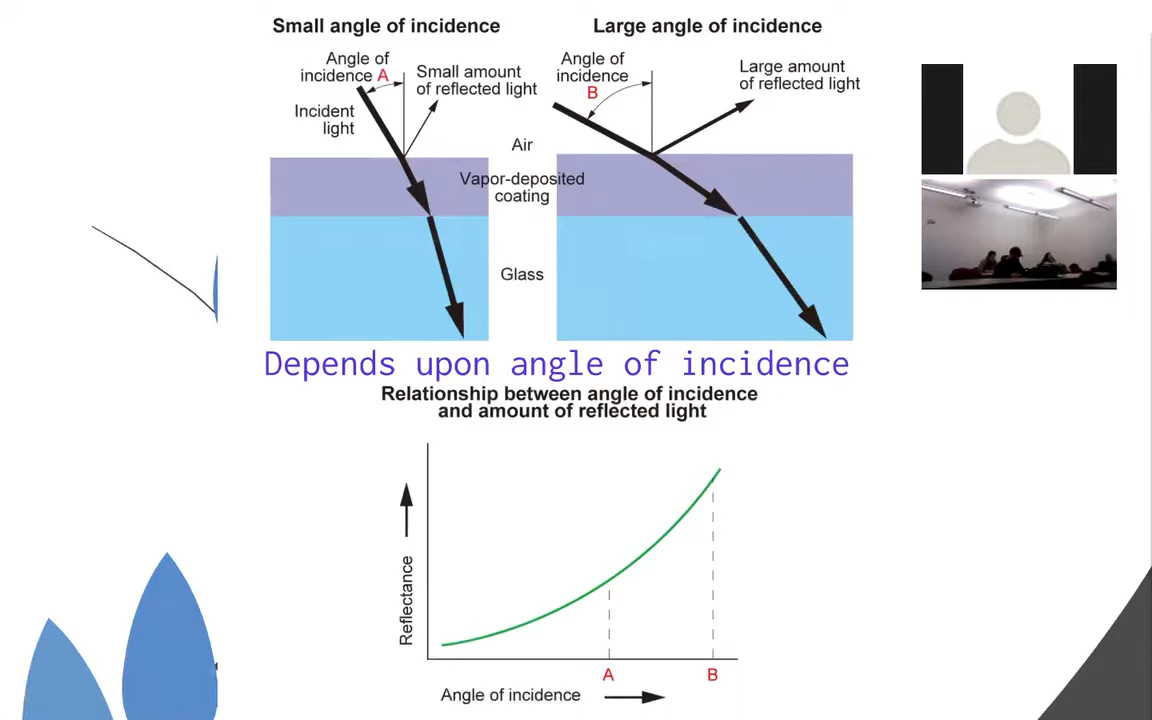 Small angle of incidence
Large angle of incidence
Angle of
incidence A
Small amount
of reflected light
Incident
light
Angle of
incidence
B
Large amount
of reflected light
Air
Vapor-deposited
coating
Glass
Depends upon angle of incidence
Relationship between angle of incidence
and amount of reflected light
Reflectance
A
B
Angle of incidence